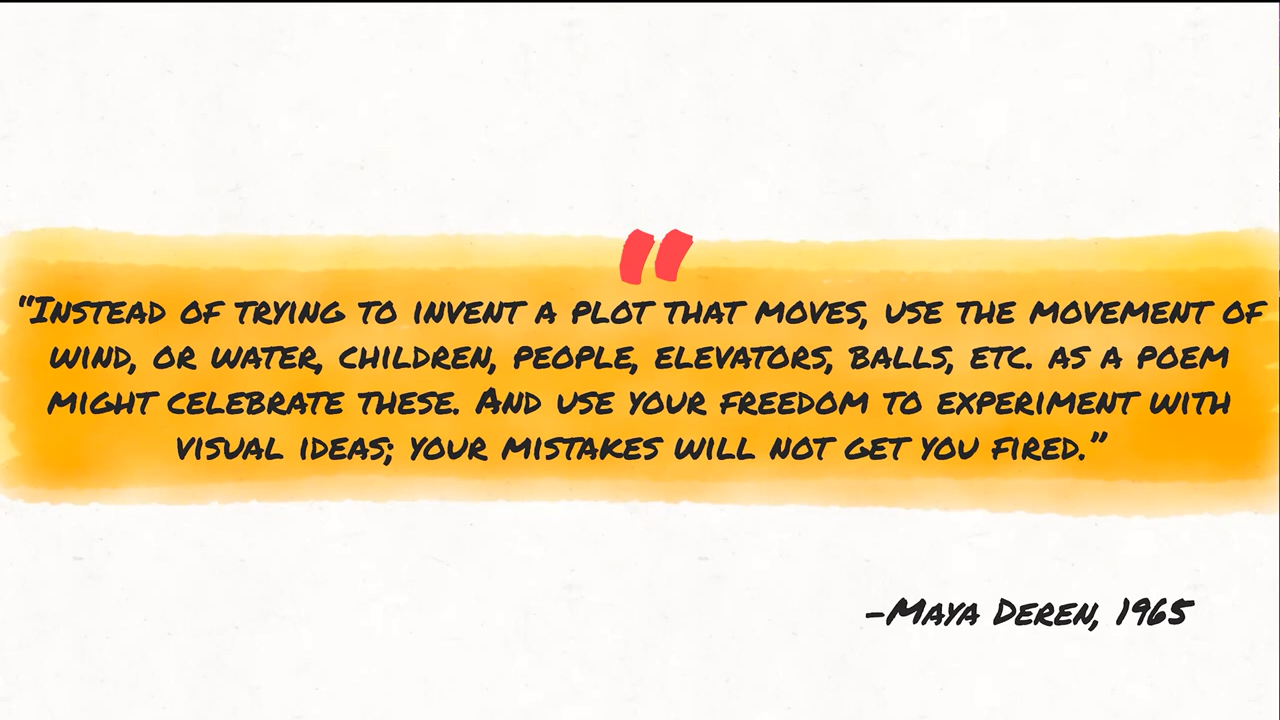 “Instead of trying to invent a plot that moves, use the movement of
wind, or water, children, people, elevators, balls, etc. as a poem
might celebrate these. And use your freedom to experiment with
visual ideas; your mistakes will not get you fired.”
–Maya Deren, 1965